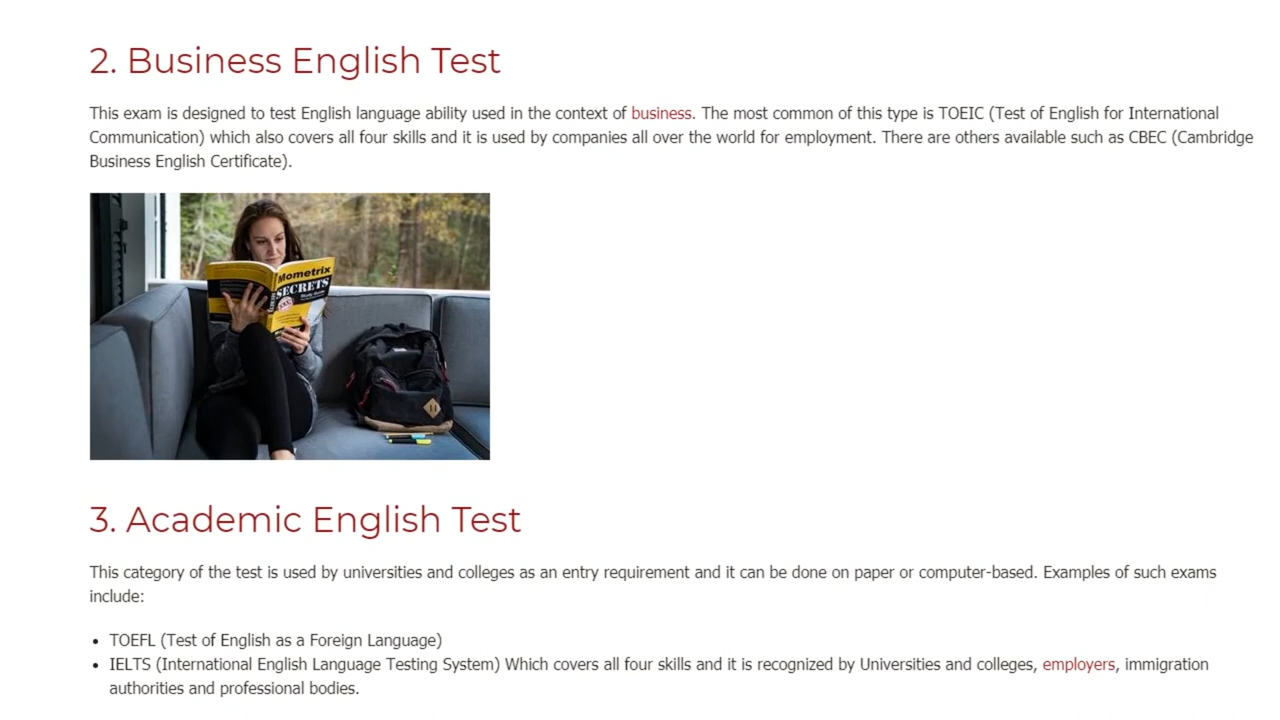 2. Business English Test
This exam is designed to test English language ability used in the context of business. The most common of this type is TOEIC (Test of English for International
Communication) which also covers all four skills and it is used by companies all over the world for employment. There are others available such as CBEC (Cambridge
Business English Certificate).
Mometrix
SECRETS
Study Guide
3. Academic English Test
This category of the test is used by universities and colleges as an entry requirement and it can be done on paper or computer-based. Examples of such exams
include:
• TOEFL (Test of English as a Foreign Language)
• IELTS (International English Language Testing System) Which covers all four skills and it is recognized by Universities and colleges, employers, immigration
authorities and professional bodies.